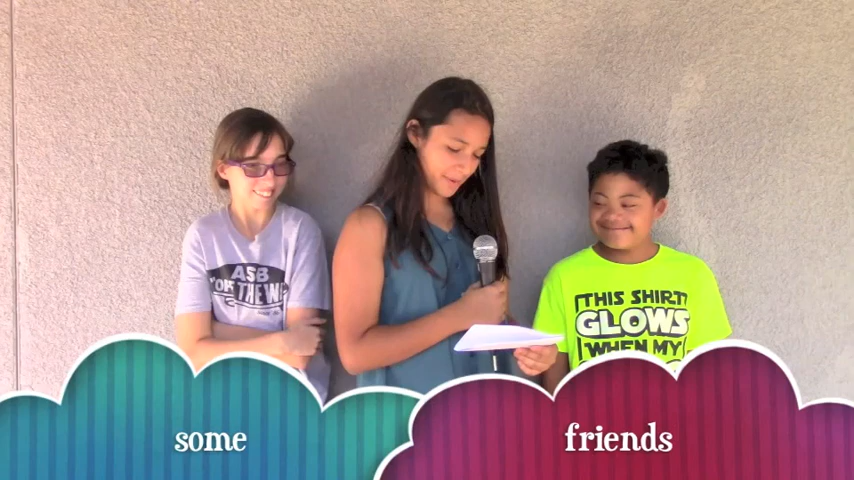 ASB
THE
THIS SHIRT
GLOWS
WHEN MY
some
friends